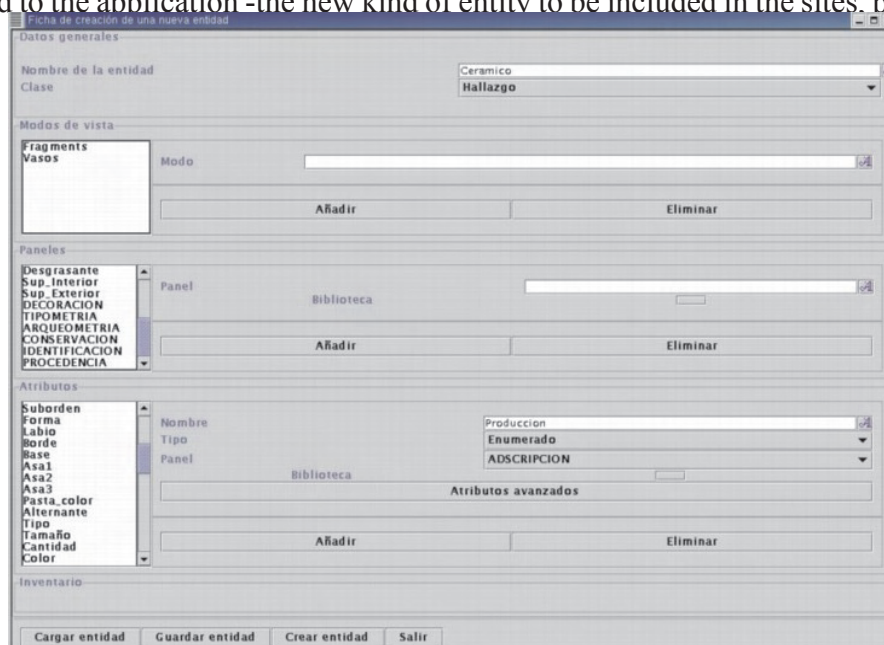 d to the application -the new kind of entity to be included in the sites, b
Ficha de creación de una nueva entidad
Datos generales
Nombre de la entidad
Ceramico
Clase
Hallazgo
Modos de vista
Fragments
Vasos
Modo
Añadir
Eliminar
Paneles
Desgrasante
Sup_Interior
Sup_Exterior
DECORACION
TIPOMETRIA
ARQUEOMETRIA
CONSERVACION
IDENTIFICACION
PROCEDENCIA
Panel
Biblioteca
Añadir
Eliminar
Atributos
Suborden
Forma
Labio
Borde
Base
Asa1
Asa2
Asa3
Pasta_color
Alternante
Tipo
Tamaño
Cantidad
Color
Nombre
Produccion
Tipo
Enumerado
Panel
ADSCRIPCION
Biblioteca
Atributos avanzados
Añadir
Eliminar
Inventario
Cargar entidad
Guardar entidad
Crear entidad
Salir